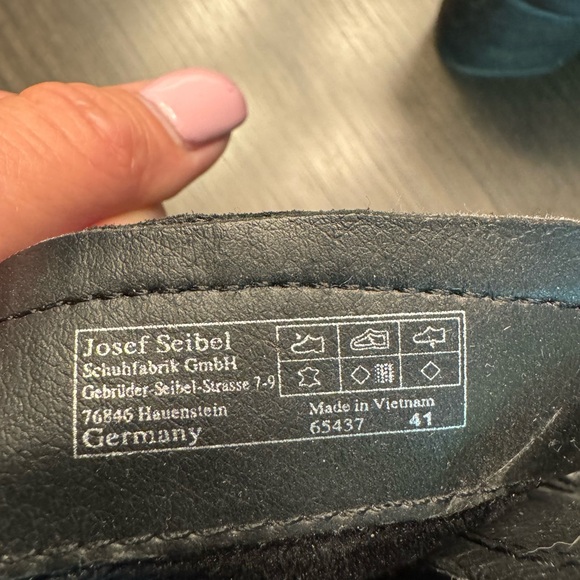 Josef Seibel
Schuhfabrik GmbH
Gebrüder-Seibel-Strasse 7-9
76846 Hauenstein
Germany
Made in Vietnam
65437 41